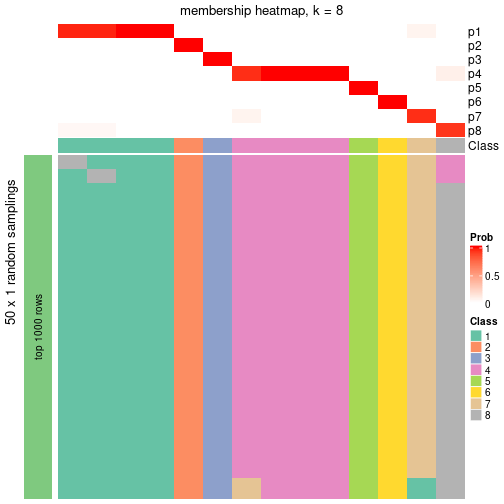 membership heatmap, k = 8
p1
p2
p3
p4
p5
p6
p7
p8
Class
50 x 1 random samplings
top 1000 rows
Prob
1
0.5
0
Class
1
2
3
4
5
6
7
8